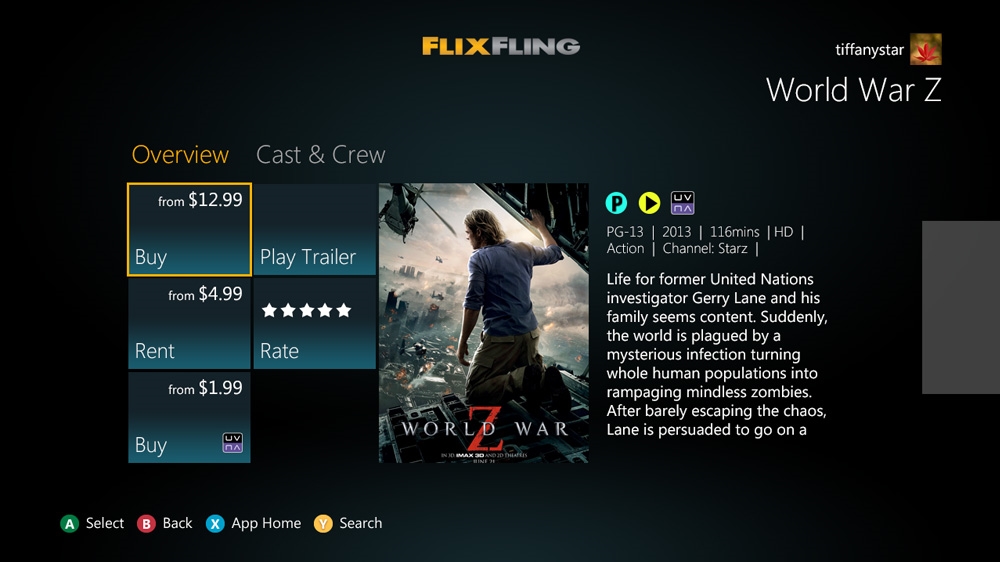 FLIXFLING
tiffanystar
World War Z
Overview
Cast & Crew
from $12.99
Buy
Play Trailer
from $4.99
Rent
Rate
from $1.99
Buy
UV
WORLD WAR
Z
IN 3D IMAX 3D AND 2D THEATRES
JUNE 21
P
UV
PG-13 | 2013 | 116mins | HD |
Action | Channel: Starz |
Life for former United Nations
investigator Gerry Lane and his
family seems content. Suddenly,
the world is plagued by a
mysterious infection turning
whole human populations into
rampaging mindless zombies.
After barely escaping the chaos,
Lane is persuaded to go on a
A Select B Back X App Home Y Search